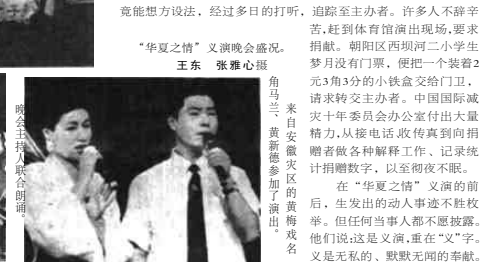 竟能想方设法，经过多日的打听，追踪至主办者。许多人不辞辛
苦,赶到体育馆演出现场,要求
捐献。朝阳区西坝河二小学生
梦月没有门票，便把一个装着2
元3角3分的小铁盒交给门卫，
请求转交主办者。中国国际减
灾十年委员会办公室付出大量
精力,从接电话,收传真到向捐
赠者做各种解释工作、记录统
计捐赠数字，以至彻夜不眠。
在“华夏之情”义演的前
后，生发出的动人事迹不胜枚
举。但任何当事人都不愿披露。
他们说:这是义演,重在“义”字。
义是无私的、默默无闻的奉献。
“华夏之情”义演晚会盛况。
王东　张雅心摄
来自安徽灾区的黄梅戏名
角马兰、黄新德参加了演出。
晚会主持人联合朗诵。